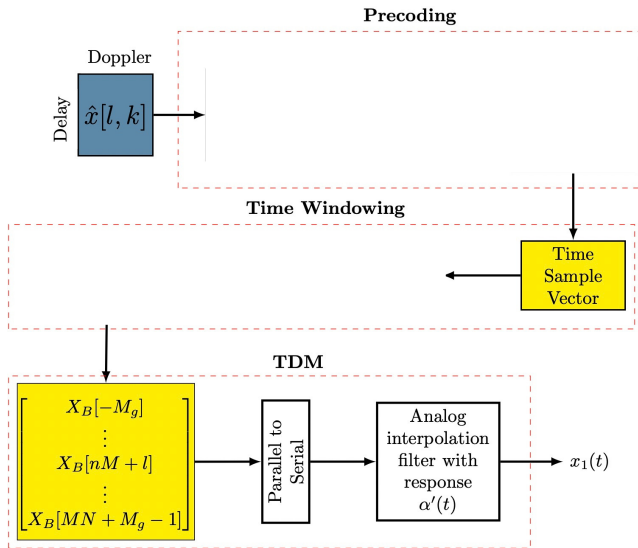 Precoding
Doppler
Delay
x̂[l, k]
Time Windowing
Time
Sample
Vector
TDM
X_B[−M_g]
⋮
X_B[nM + l]
⋮
X_B[MN + M_g − 1]
Parallel to
Serial
Analog
interpolation
filter with
response
α′(t)
x₁(t)